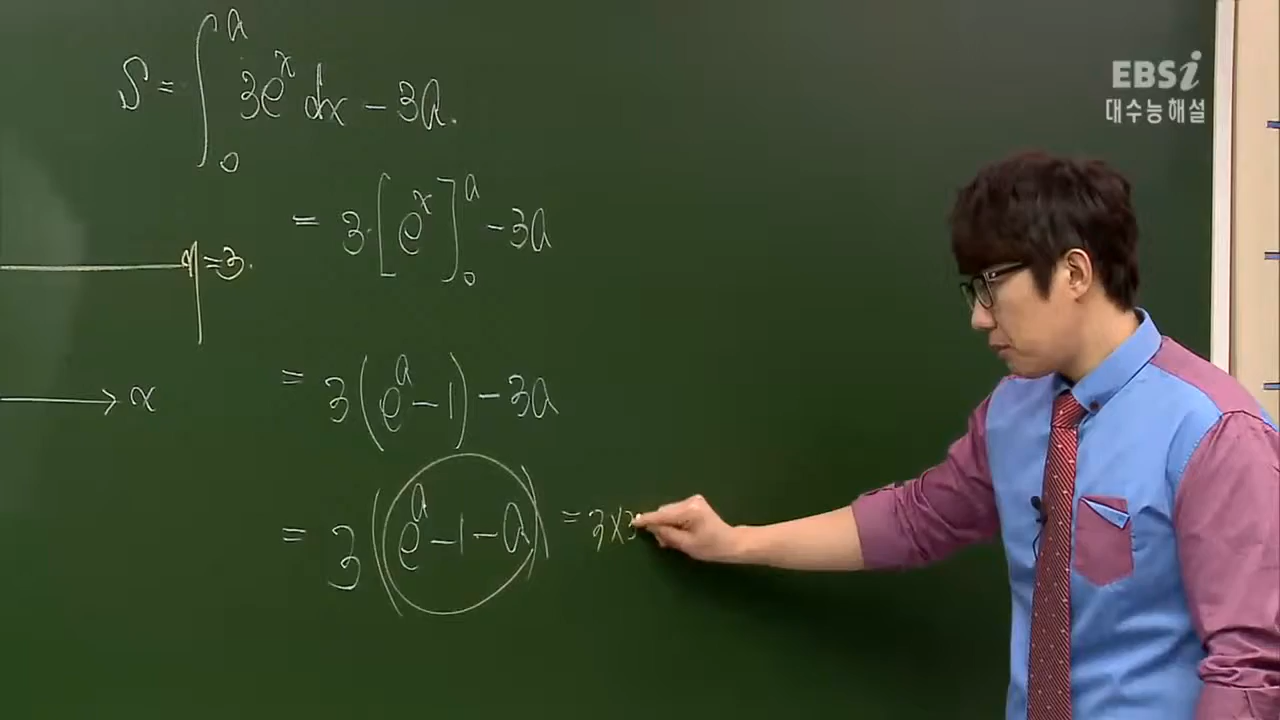 S = ∫₀ᵃ 3eˣ dx - 3a.
EBSi
대수능해설
= 3·[eˣ]₀ᵃ - 3a
y=3.
= 3(eᵃ - 1) - 3a
x
= 3(eᵃ - 1 - a) = 3×3